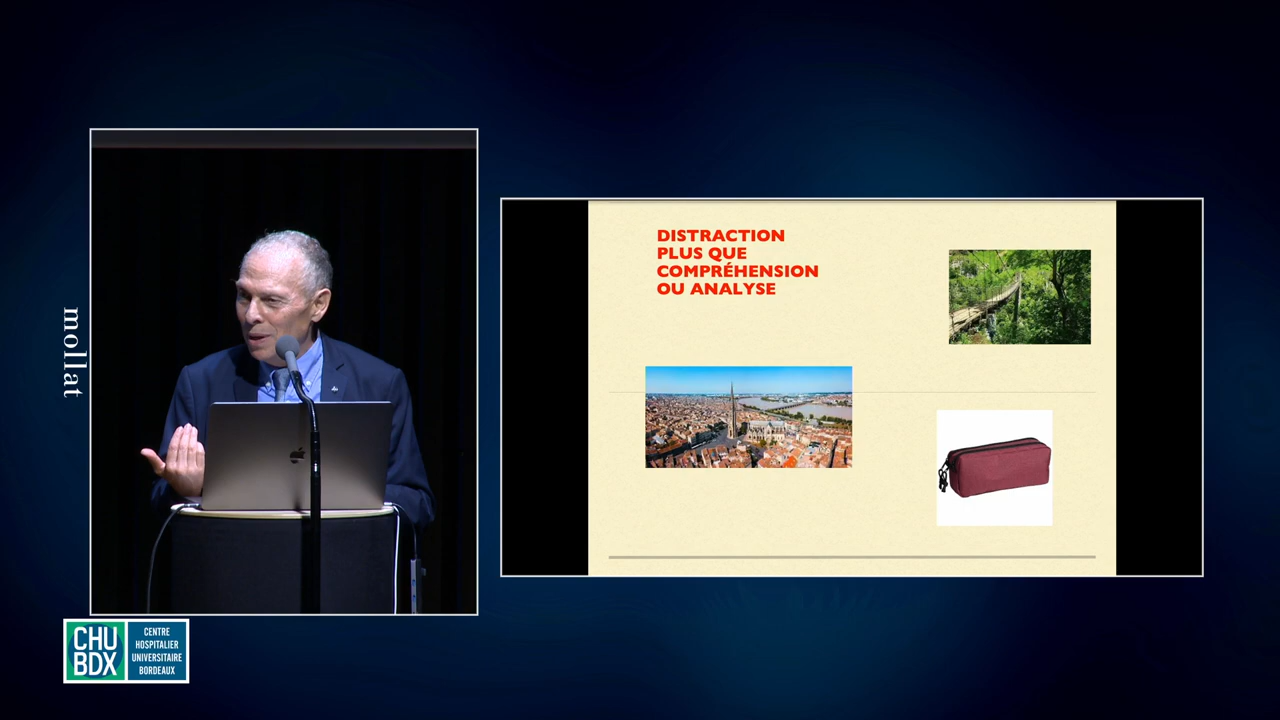 mollat
DISTRACTION
PLUS QUE
COMPRÉHENSION
OU ANALYSE
CHU
BDX
CENTRE
HOSPITALIER
UNIVERSITAIRE
BORDEAUX